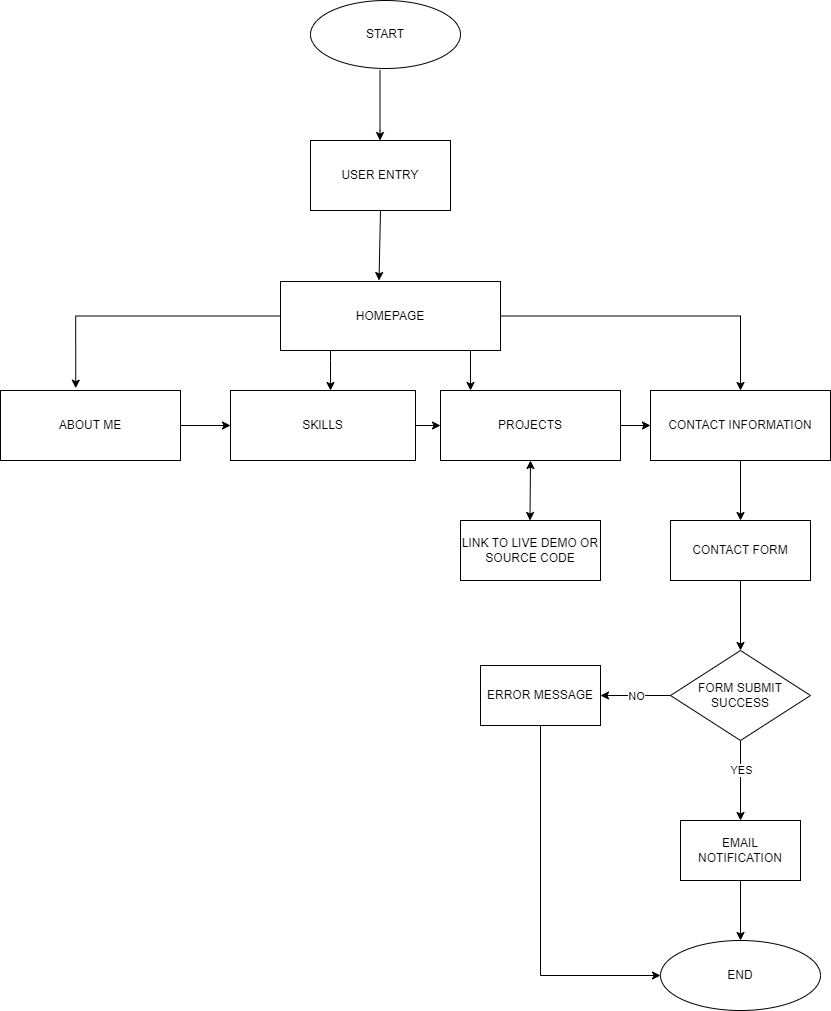 START
USER ENTRY
HOMEPAGE
ABOUT ME
SKILLS
PROJECTS
CONTACT INFORMATION
LINK TO LIVE DEMO OR
SOURCE CODE
CONTACT FORM
FORM SUBMIT
SUCCESS
NO
ERROR MESSAGE
YES
EMAIL
NOTIFICATION
END